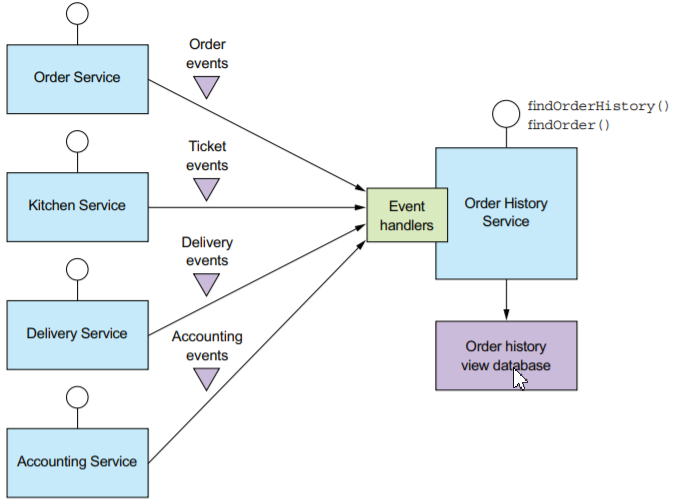 Order
events
Order Service
findOrderHistory()
findOrder()
Ticket
events
Kitchen Service
Event
handlers
Order History
Service
Delivery
events
Delivery Service
Accounting
events
Order history
view database
Accounting Service